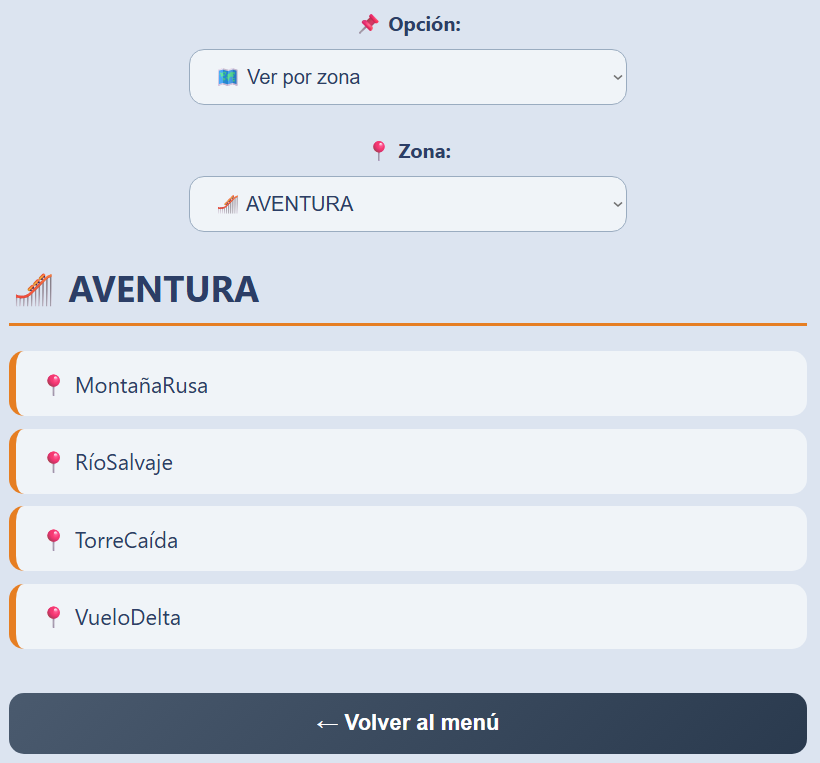 📌 Opción:
🗺️ Ver por zona
📍 Zona:
🎢 AVENTURA
🎢 AVENTURA
📍 MontañaRusa
📍 RíoSalvaje
📍 TorreCaída
📍 VueloDelta
← Volver al menú